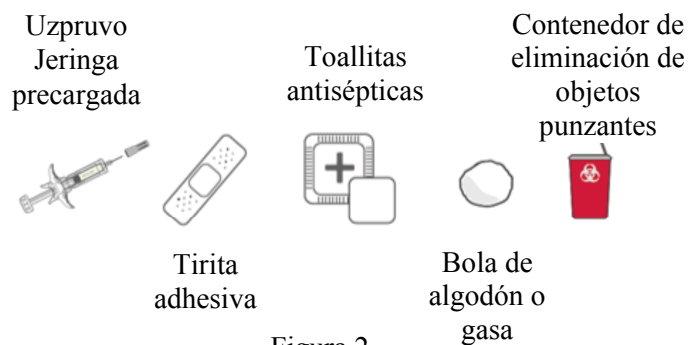 Uzpruvo
Jeringa
precargada
Toallitas
antisépticas
Contenedor de
eliminación de
objetos
punzantes
Tirita
adhesiva
Bola de
algodón o
gasa